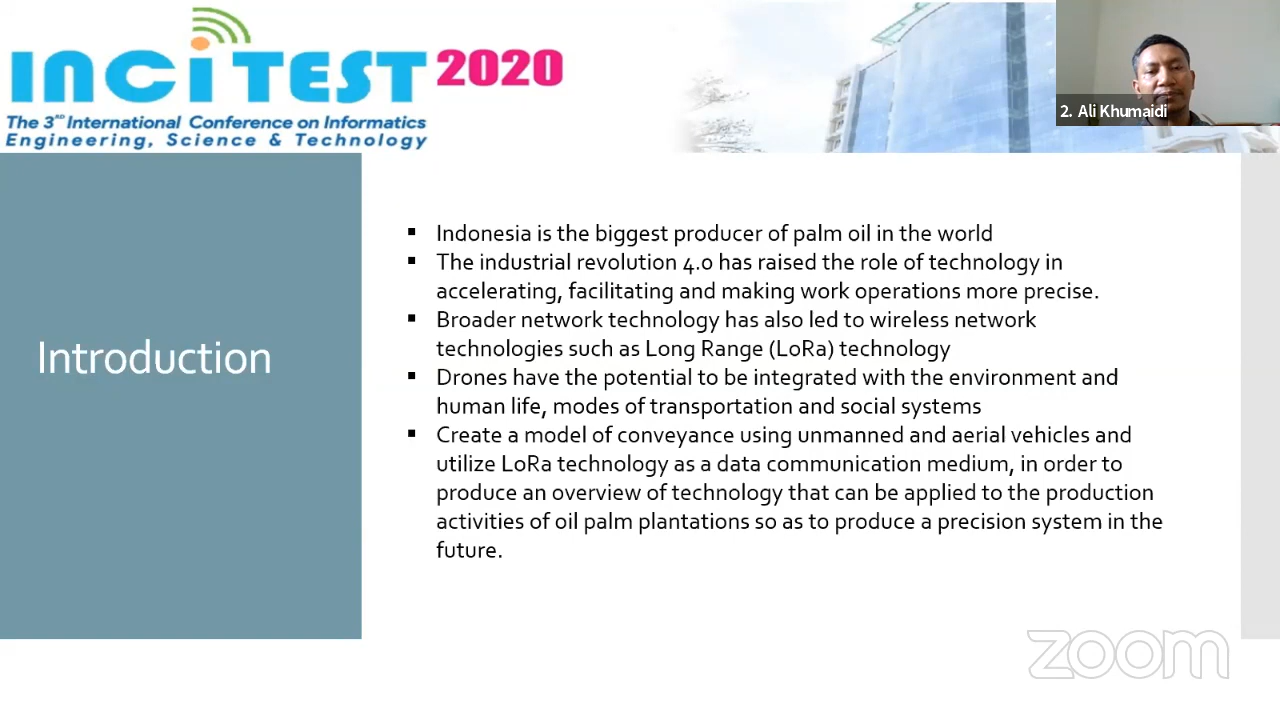 INCITEST 2020
The 3ND International Conference on Informatics
Engineering, Science & Technology
2. Ali Khumaidi
Introduction
▪ Indonesia is the biggest producer of palm oil in the world
▪ The industrial revolution 4.0 has raised the role of technology in
accelerating, facilitating and making work operations more precise.
▪ Broader network technology has also led to wireless network
technologies such as Long Range (LoRa) technology
▪ Drones have the potential to be integrated with the environment and
human life, modes of transportation and social systems
▪ Create a model of conveyance using unmanned and aerial vehicles and
utilize LoRa technology as a data communication medium, in order to
produce an overview of technology that can be applied to the production
activities of oil palm plantations so as to produce a precision system in the
future.
zoom